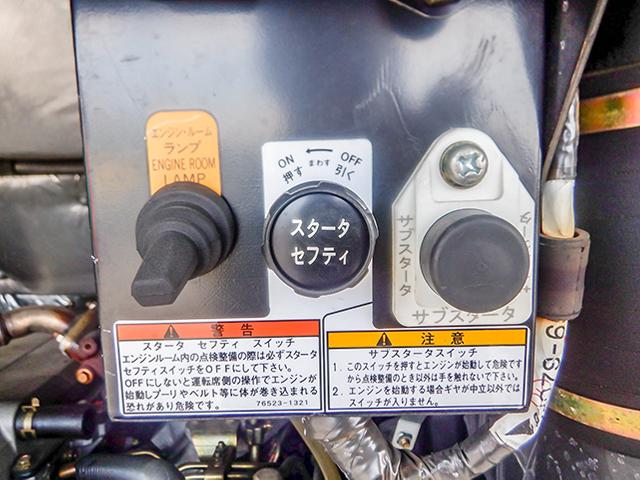 エンジン・ルーム
ランプ
ENGINE ROOM
LAMP
ON ← OFF
押す まわす 引く
スタータ
セフティ
サブスタータ
サブスタータ
警告
スタータ セフティ スイッチ
エンジンルーム内の点検整備の際は必ずスタータ
セフティスイッチをOFFにして下さい。
OFFにしないと運転席側の操作でエンジンが
始動しプーリやベルト等に体が巻き込まれる
恐れがあり危険です。 76523-1321
注意
サブスタータスイッチ
1. このスイッチを押すとエンジンが始動して危険です
から点検整備のとき以外は手を触れないで下さい。
2. エンジンを始動する場合ギヤが中立以外では
スイッチが入りません。